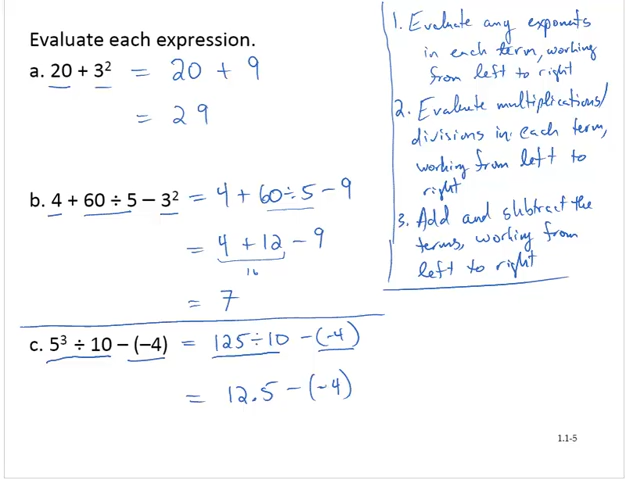 Evaluate each expression.
a. 20 + 3² = 20 + 9
= 29
b. 4 + 60 ÷ 5 – 3² = 4 + 60 ÷ 5 – 9
= 4 + 12 – 9
16
= 7
c. 5³ ÷ 10 – (–4) = 125 ÷ 10 – (–4)
= 12.5 – (–4)
1. Evaluate any exponents
in each term, working
from left to right
2. Evaluate multiplications/
divisions in each term,
working from left to
right
3. Add and subtract the
terms, working from
left to right
1.1-5